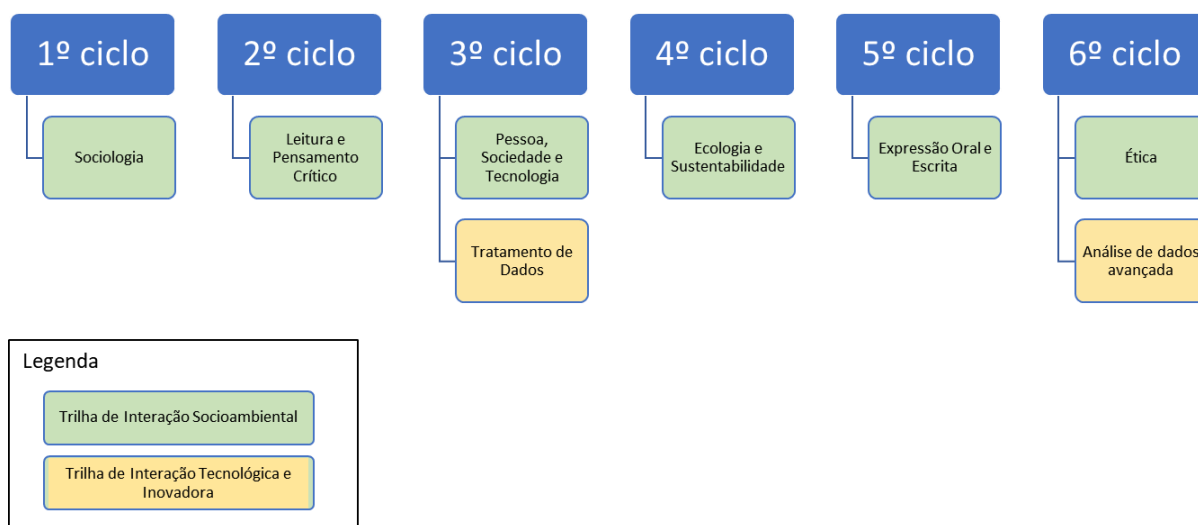 1º ciclo
Sociologia
2º ciclo
Leitura e
Pensamento
Crítico
3º ciclo
Pessoa,
Sociedade e
Tecnologia
Tratamento de
Dados
4º ciclo
Ecologia e
Sustentabilidade
5º ciclo
Expressão Oral e
Escrita
6º ciclo
Ética
Análise de dados
avançada
Legenda
Trilha de Interação Socioambiental
Trilha de Interação Tecnológica e
Inovadora